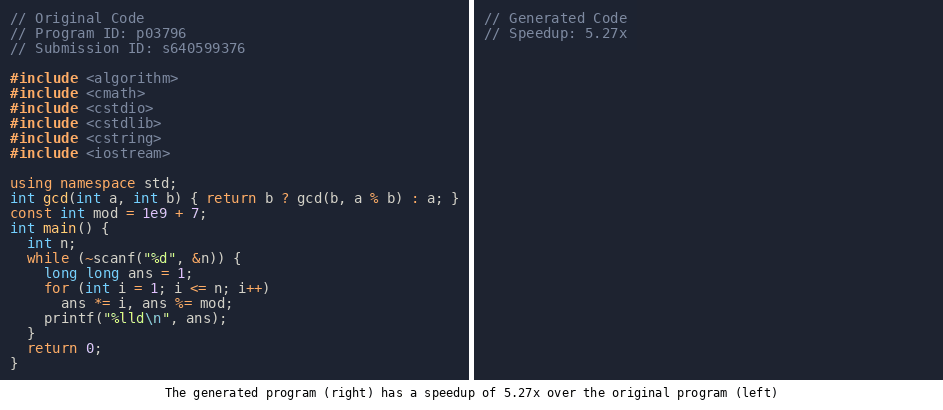 // Original Code
// Program ID: p03796
// Submission ID: s640599376
#include <algorithm>
#include <cmath>
#include <cstdio>
#include <cstdlib>
#include <cstring>
#include <iostream>
using namespace std;
int gcd(int a, int b) { return b ? gcd(b, a % b) : a; }
const int mod = 1e9 + 7;
int main() {
  int n;
  while (~scanf("%d", &n)) {
    long long ans = 1;
    for (int i = 1; i <= n; i++)
      ans *= i, ans %= mod;
    printf("%lld\n", ans);
  }
  return 0;
}
// Generated Code
// Speedup: 5.27x
The generated program (right) has a speedup of 5.27x over the original program (left)